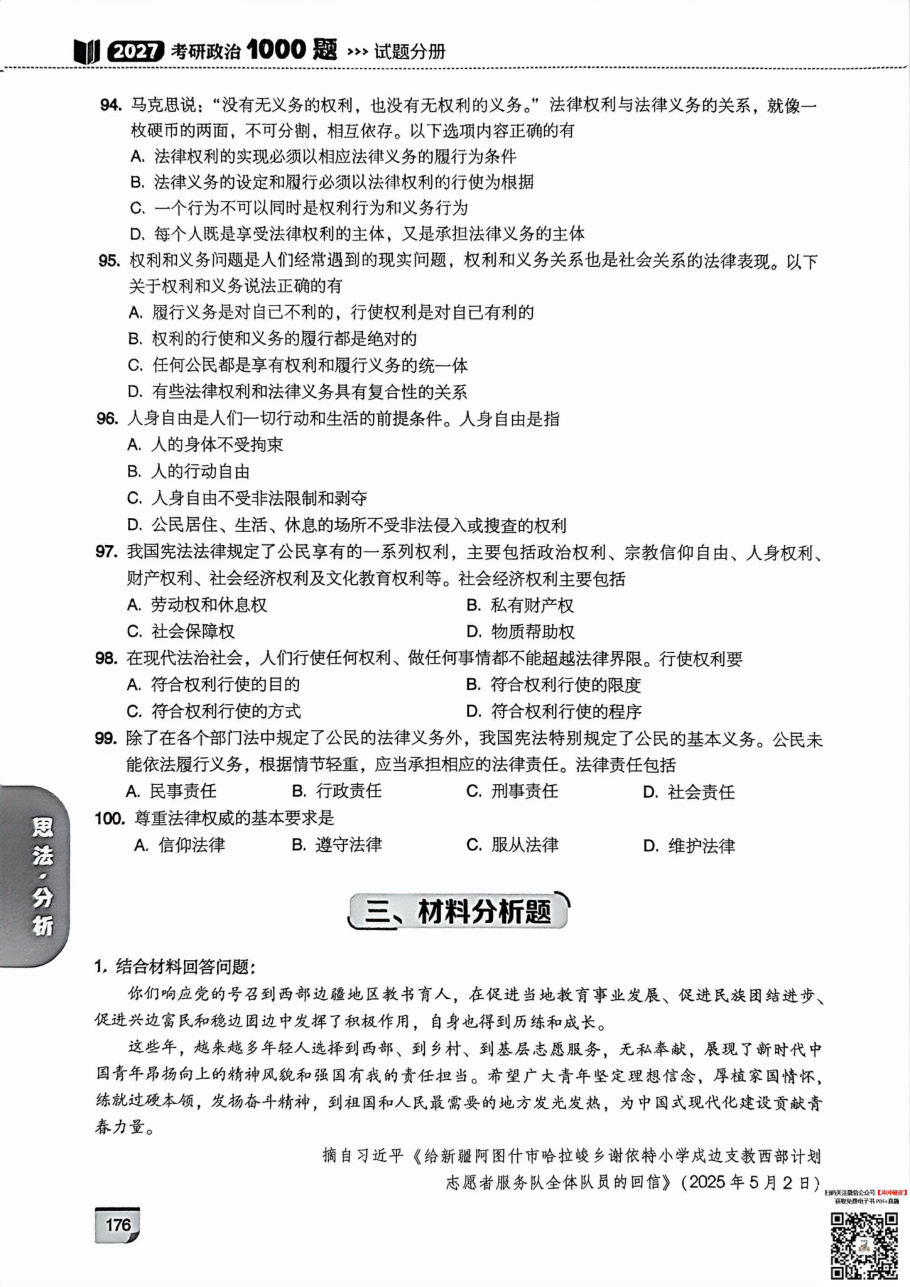 2027 考研政治1000题 >>> 试题分册
94. 马克思说：“没有无义务的权利，也没有无权利的义务。”法律权利与法律义务的关系，就像一
枚硬币的两面，不可分割，相互依存。以下选项内容正确的有
A. 法律权利的实现必须以相应法律义务的履行为条件
B. 法律义务的设定和履行必须以法律权利的行使为根据
C. 一个行为不可以同时是权利行为和义务行为
D. 每个人既是享受法律权利的主体，又是承担法律义务的主体
95. 权利和义务问题是人们经常遇到的现实问题，权利和义务关系也是社会关系的法律表现。以下
关于权利和义务说法正确的有
A. 履行义务是对自己不利的，行使权利是对自己有利的
B. 权利的行使和义务的履行都是绝对的
C. 任何公民都是享有权利和履行义务的统一体
D. 有些法律权利和法律义务具有复合性的关系
96. 人身自由是人们一切行动和生活的前提条件。人身自由是指
A. 人的身体不受拘束
B. 人的行动自由
C. 人身自由不受非法限制和剥夺
D. 公民居住、生活、休息的场所不受非法侵入或搜查的权利
97. 我国宪法法律规定了公民享有的一系列权利，主要包括政治权利、宗教信仰自由、人身权利、
财产权利、社会经济权利及文化教育权利等。社会经济权利主要包括
A. 劳动权和休息权 B. 私有财产权
C. 社会保障权 D. 物质帮助权
98. 在现代法治社会，人们行使任何权利、做任何事情都不能超越法律界限。行使权利要
A. 符合权利行使的目的 B. 符合权利行使的限度
C. 符合权利行使的方式 D. 符合权利行使的程序
99. 除了在各个部门法中规定了公民的法律义务外，我国宪法特别规定了公民的基本义务。公民未
能依法履行义务，根据情节轻重，应当承担相应的法律责任。法律责任包括
A. 民事责任 B. 行政责任 C. 刑事责任 D. 社会责任
100. 尊重法律权威的基本要求是
A. 信仰法律 B. 遵守法律 C. 服从法律 D. 维护法律
思法·分析
三、材料分析题
1. 结合材料回答问题：
你们响应党的号召到西部边疆地区教书育人，在促进当地教育事业发展、促进民族团结进步、
促进兴边富民和稳边固边中发挥了积极作用，自身也得到历练和成长。
这些年，越来越多年轻人选择到西部、到乡村、到基层志愿服务，无私奉献，展现了新时代中
国青年昂扬向上的精神风貌和强国有我的责任担当。希望广大青年坚定理想信念，厚植家国情怀，
练就过硬本领，发扬奋斗精神，到祖国和人民最需要的地方发光发热，为中国式现代化建设贡献青
春力量。
摘自习近平《给新疆阿图什市哈拉峻乡谢依特小学戍边支教西部计划
志愿者服务队全体队员的回信》（2025年5月2日）
176
扫码关注微信公众号【冲冲研友】
获取免费电子书PDF+真题